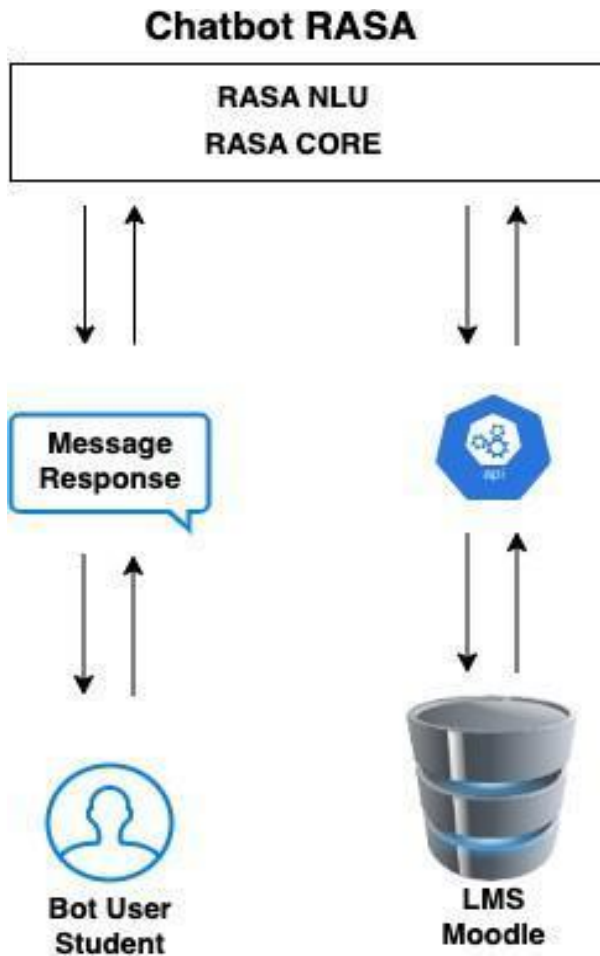 Chatbot RASA
RASA NLU
RASA CORE
Message
Response
api
Bot User
Student
LMS
Moodle